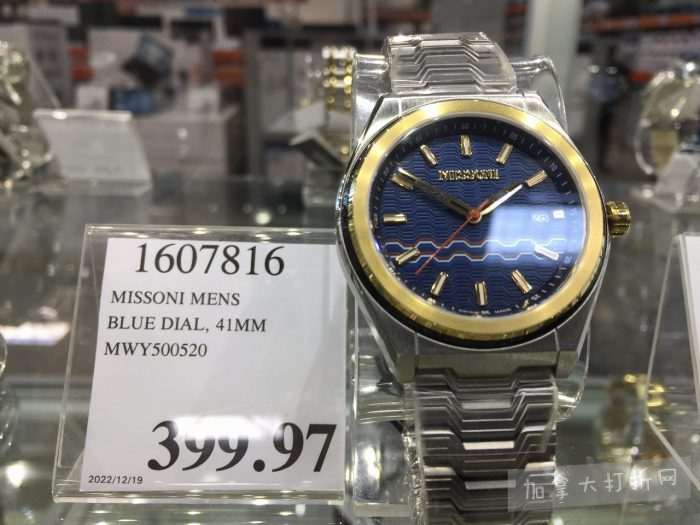 1607816
MISSONI MENS
BLUE DIAL, 41MM
MWY500520
399.97
2022/12/19
MISSONI
加拿大打折网